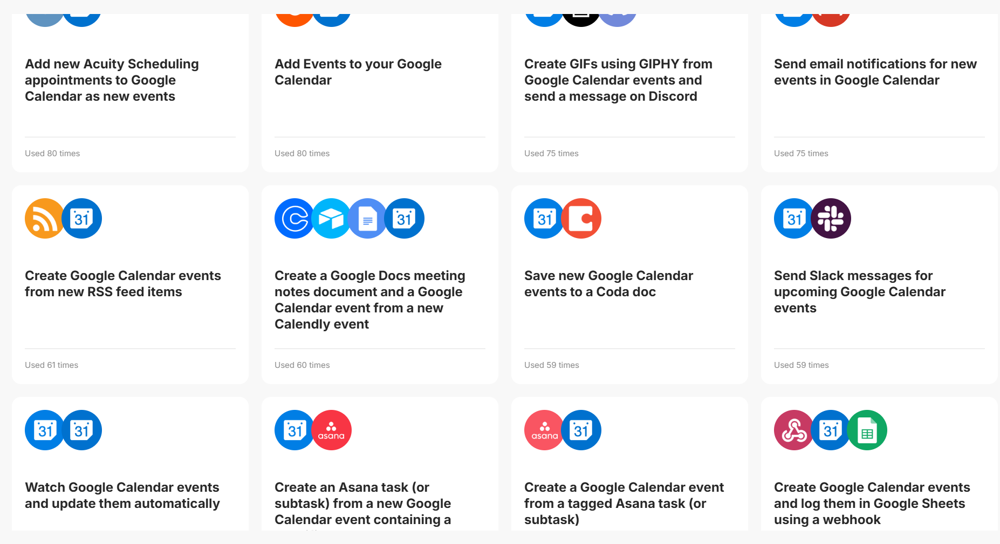 Add new Acuity Scheduling
appointments to Google
Calendar as new events
Used 80 times
Add Events to your Google
Calendar
Used 80 times
Create GIFs using GIPHY from
Google Calendar events and
send a message on Discord
Used 75 times
Send email notifications for new
events in Google Calendar
Used 75 times
31
Create Google Calendar events
from new RSS feed items
Used 61 times
31
Create a Google Docs meeting
notes document and a Google
Calendar event from a new
Calendly event
Used 60 times
31
Save new Google Calendar
events to a Coda doc
Used 59 times
31
Send Slack messages for
upcoming Google Calendar
events
Used 59 times
31 31
Watch Google Calendar events
and update them automatically
31 asana
Create an Asana task (or
subtask) from a new Google
Calendar event containing a
asana 31
Create a Google Calendar event
from a tagged Asana task (or
subtask)
31
Create Google Calendar events
and log them in Google Sheets
using a webhook